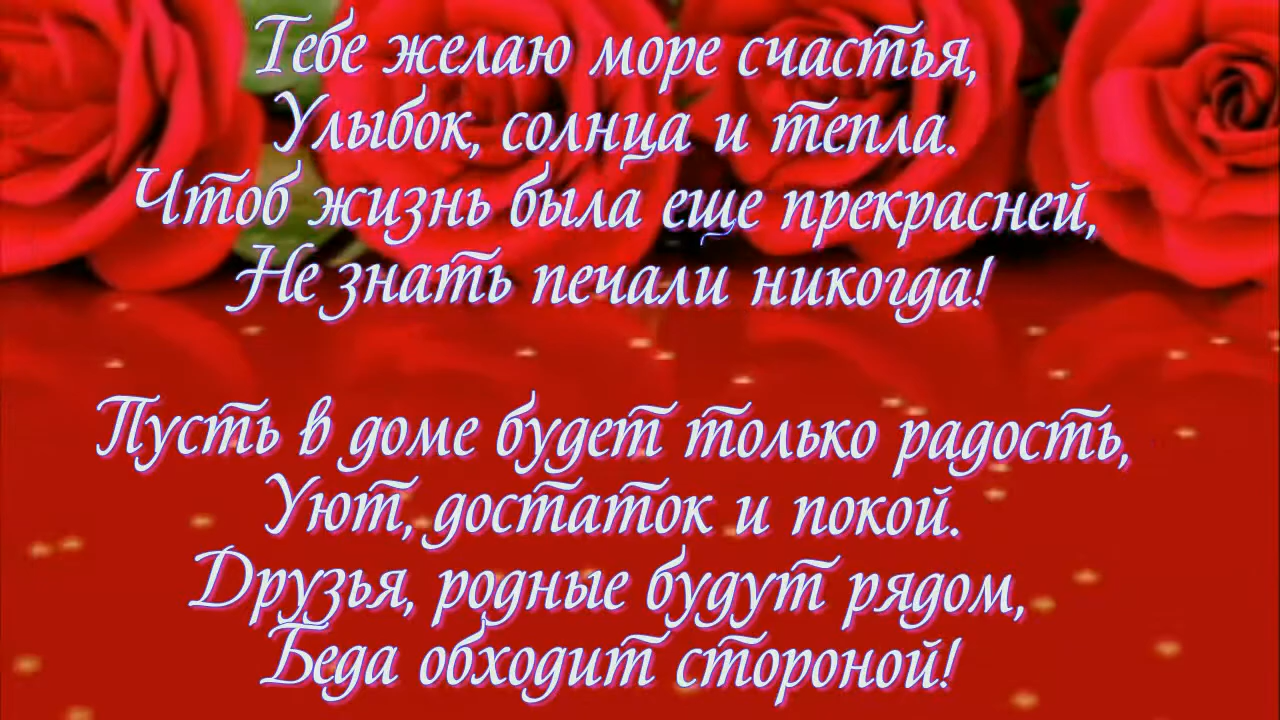 Тебе желаю море счастья,
Улыбок, солнца и тепла.
Чтоб жизнь была еще прекрасней,
Не знать печали никогда!
Пусть в доме будет только радость,
Уют, достаток и покой.
Друзья, родные будут рядом,
Беда обходит стороной!